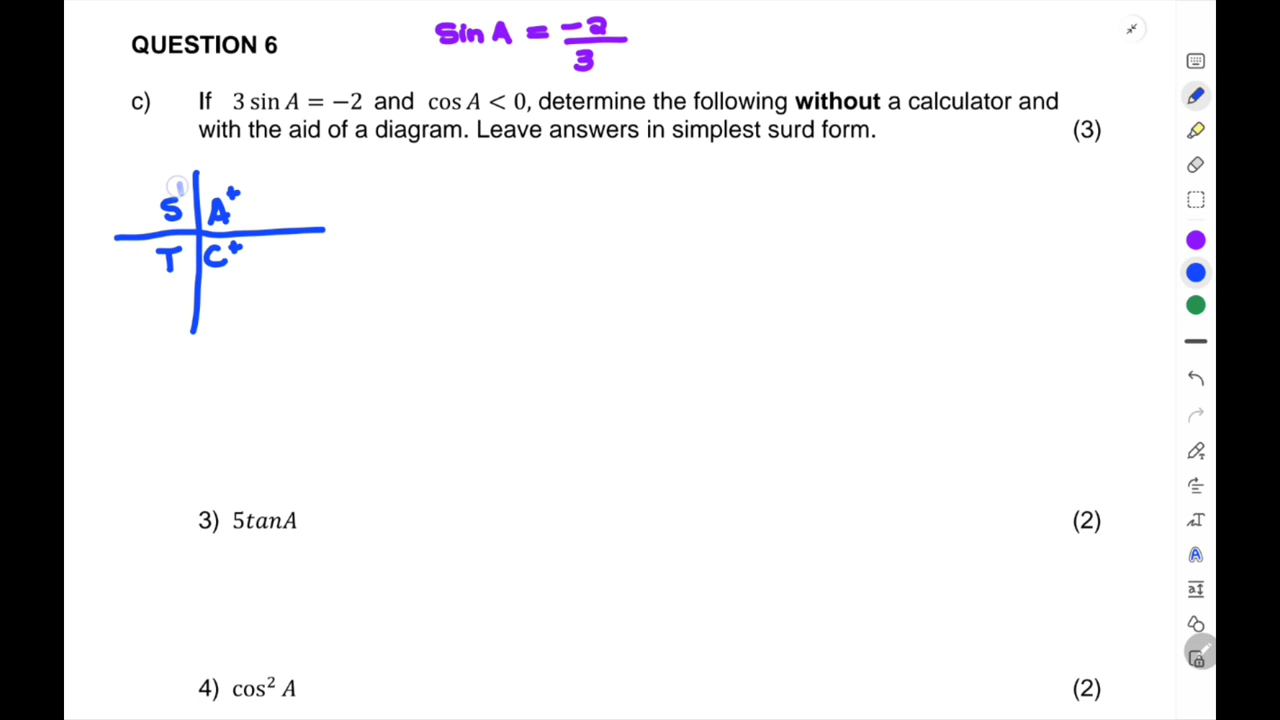 sin A = -2/3
QUESTION 6
c) If 3 sin A = −2 and cos A < 0, determine the following without a calculator and
with the aid of a diagram. Leave answers in simplest surd form. (3)
S A+
T C+
3) 5tanA (2)
4) cos² A (2)